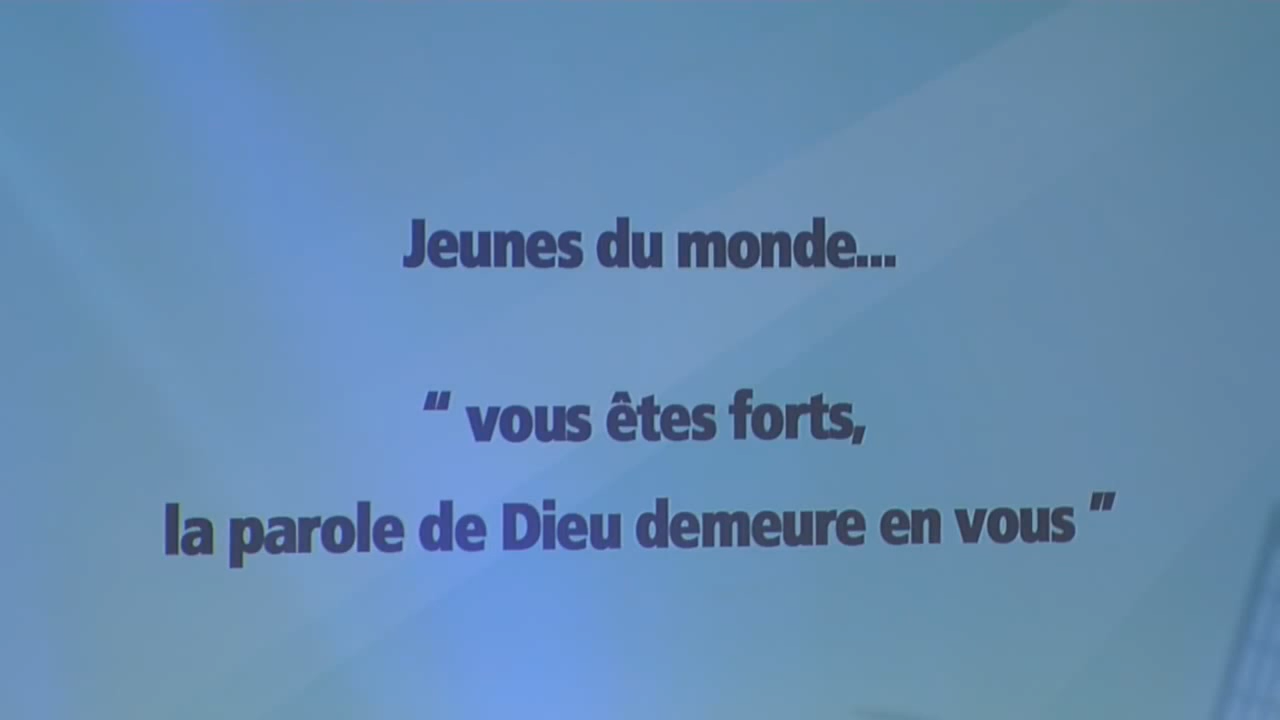 Jeunes du monde...
“ vous êtes forts,
la parole de Dieu demeure en vous ”